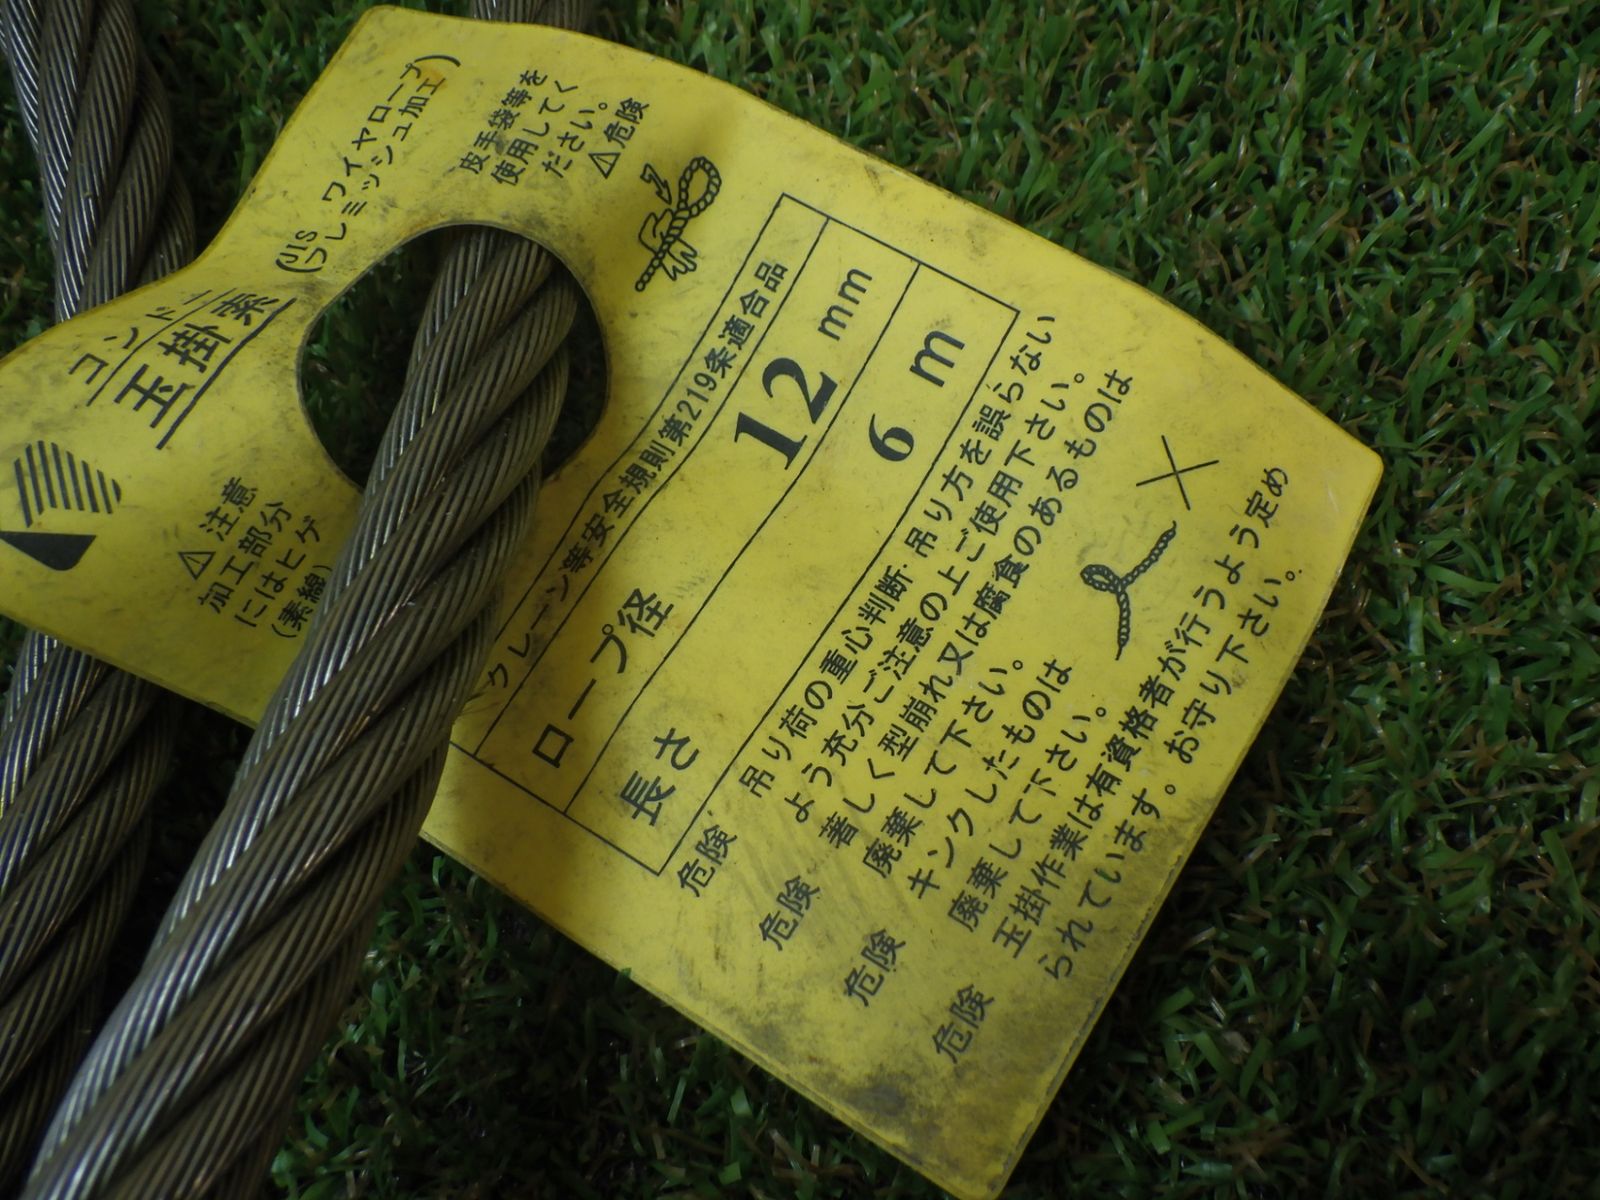 コンドー
玉掛索
(JIS ワイヤロープ
フレミッシュ加工)
⚠注意
加工部分
にはヒゲ
(素線)
皮手袋等を
使用してく
ださい。
⚠危険
クレーン等安全規則第219条適合品
ロープ径 12 mm
長さ 6 m
危険 吊り荷の重心判断·吊り方を誤らない
よう充分ご注意の上ご使用下さい。
危険 著しく型崩れ又は腐食のあるものは
廃棄して下さい。
危険 キンクしたものは
廃棄して下さい。
危険 玉掛作業は有資格者が行うよう定め
られています。お守り下さい。